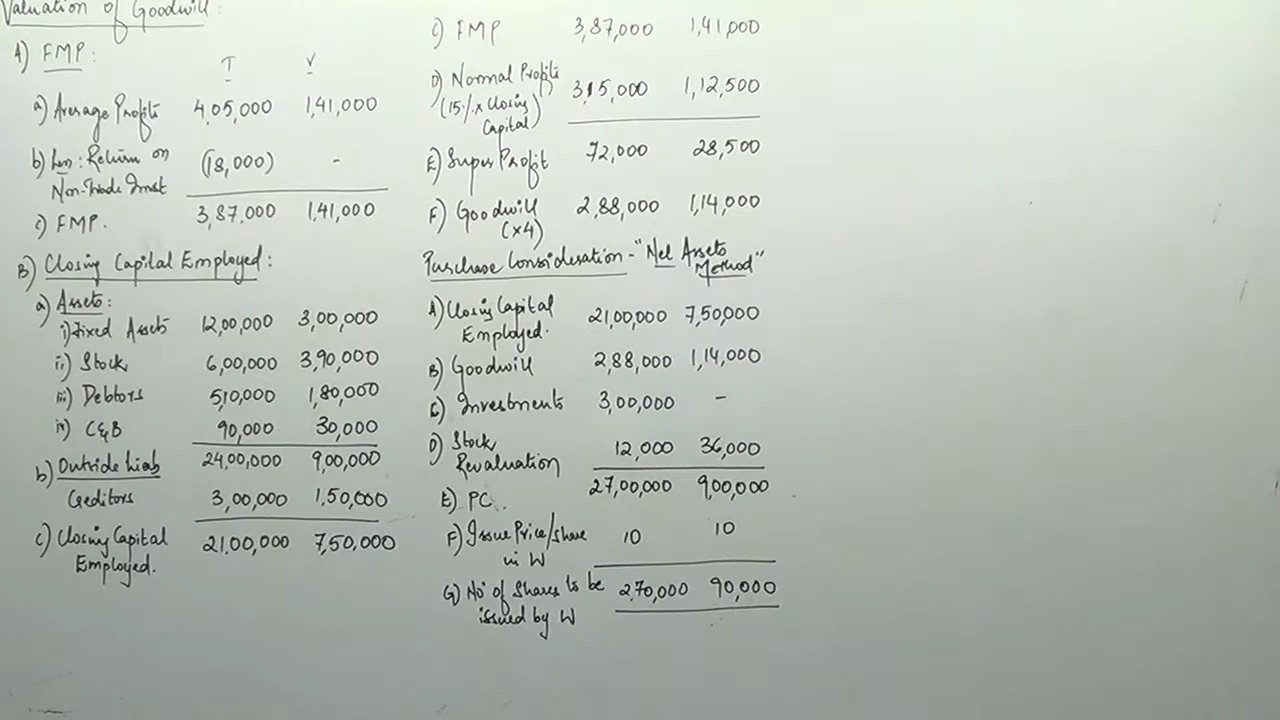 Valuation of Goodwill:
A) FMP:
T V
a) Average Profits 4,05,000 1,41,000
b) Less: Return on (18,000) -
Non-Trade Invst
c) FMP. 3,87,000 1,41,000
B) Closing Capital Employed:
a) Assets:
i) Fixed Assets 12,00,000 3,00,000
ii) Stock 6,00,000 3,90,000
iii) Debtors 5,10,000 1,80,000
iv) C&B 90,000 30,000
24,00,000 9,00,000
b) Outside Liab
Creditors 3,00,000 1,50,000
c) Closing Capital 21,00,000 7,50,000
Employed.
C) FMP 3,87,000 1,41,000
D) Normal Profits 3,15,000 1,12,500
(15% x Closing
Capital)
E) Super Profit 72,000 28,500
F) Goodwill 2,88,000 1,14,000
(x4)
Purchase Consideration - "Net Assets
Method"
A) Closing Capital 21,00,000 7,50,000
Employed.
B) Goodwill 2,88,000 1,14,000
C) Investments 3,00,000 -
D) Stock 12,000 36,000
Revaluation
E) PC. 27,00,000 9,00,000
F) Issue Price/share 10 10
in W
G) No of Shares to be 2,70,000 90,000
issued by W